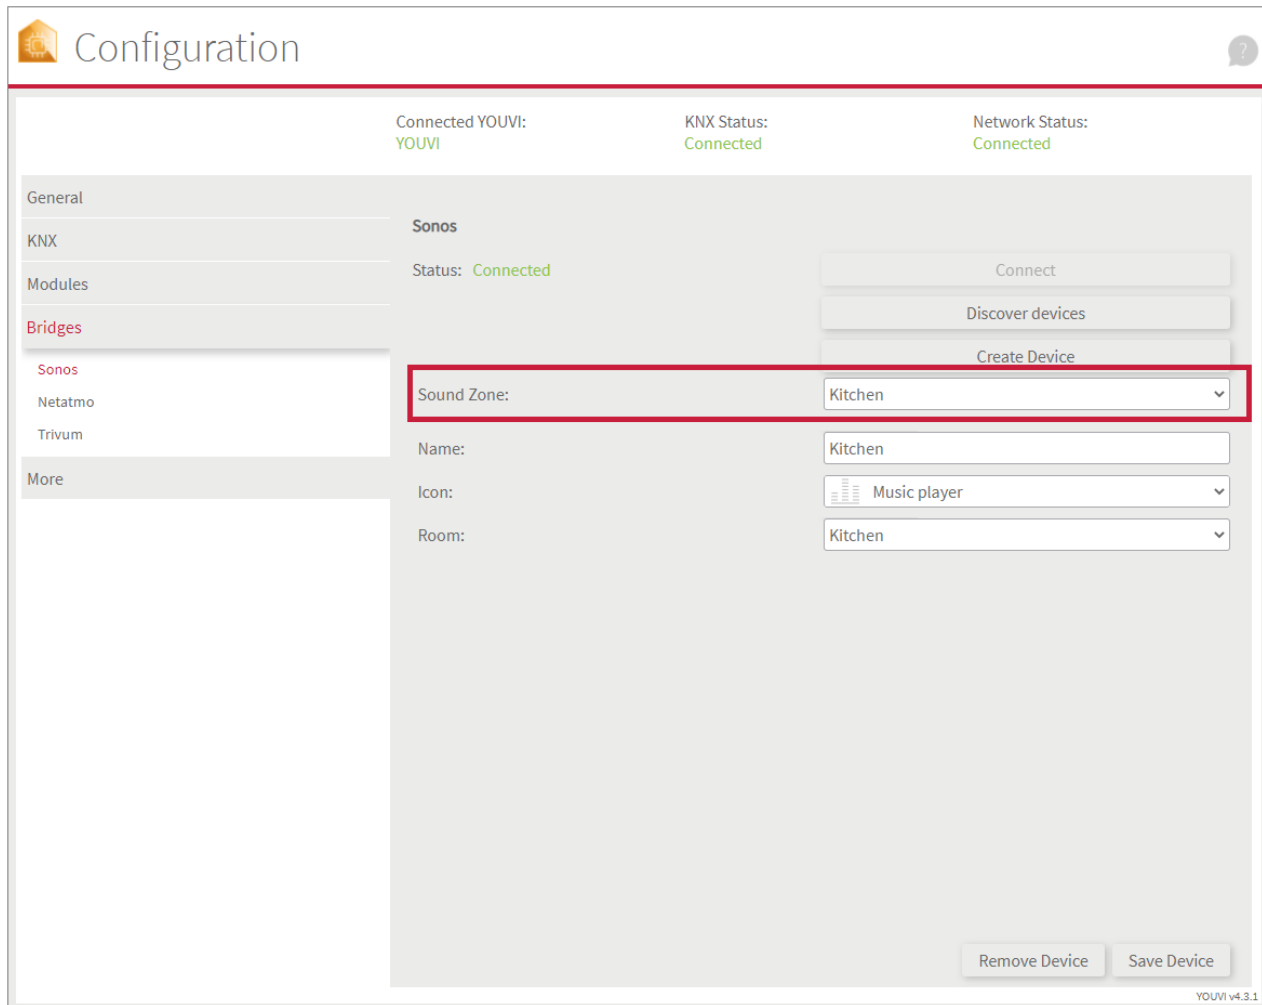 Configuration
?
Connected YOUVI:
YOUVI
KNX Status:
Connected
Network Status:
Connected
General
KNX
Modules
Bridges
Sonos
Netatmo
Trivum
More
Sonos
Status: Connected
Connect
Discover devices
Create Device
Sound Zone: Kitchen
Name: Kitchen
Icon: Music player
Room: Kitchen
Remove Device
Save Device
YOUVI v4.3.1